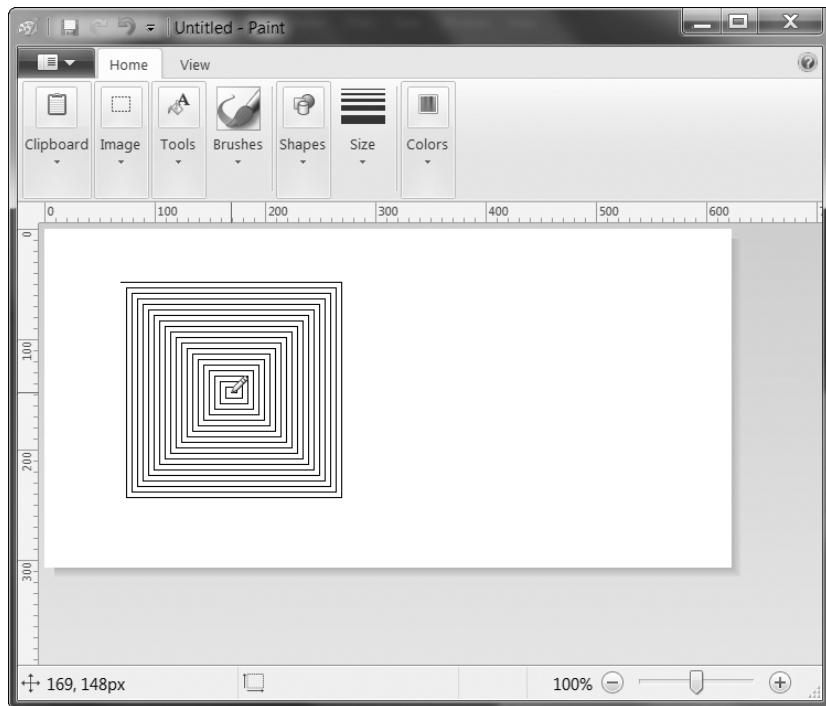 Untitled - Paint
Home View
Clipboard Image Tools Brushes Shapes Size Colors
0 100 200 300 400 500 600
0
100
200
300
169, 148px
100%